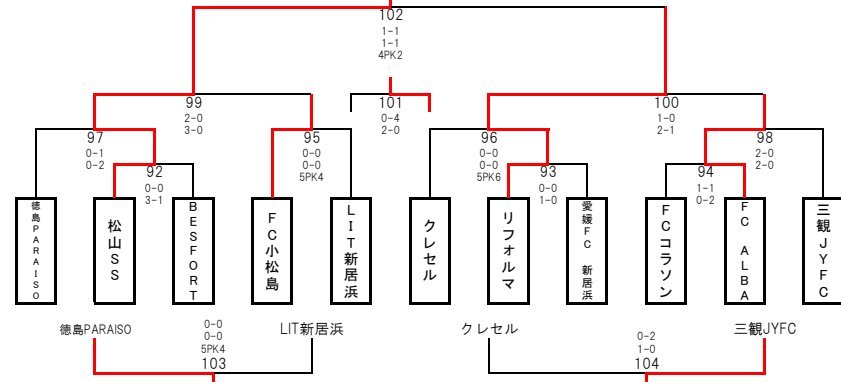 102
1-1
1-1
4PK2
99
2-0
3-0
101
0-4
2-0
100
1-0
2-1
97
0-1
0-2
95
0-0
0-0
5PK4
96
0-0
0-0
5PK6
98
2-0
2-0
92
0-0
3-1
93
0-0
1-0
94
1-1
0-2
徳島PARAISO
松山SS
BESFORT
FC小松島
LIT新居浜
クレセル
リフォルマ
愛媛FC 新居浜
FCコラソン
FC ALBA
三観JYFC
徳島PARAISO
0-0
0-0
5PK4
103
LIT新居浜
クレセル
0-2
1-0
104
三観JYFC